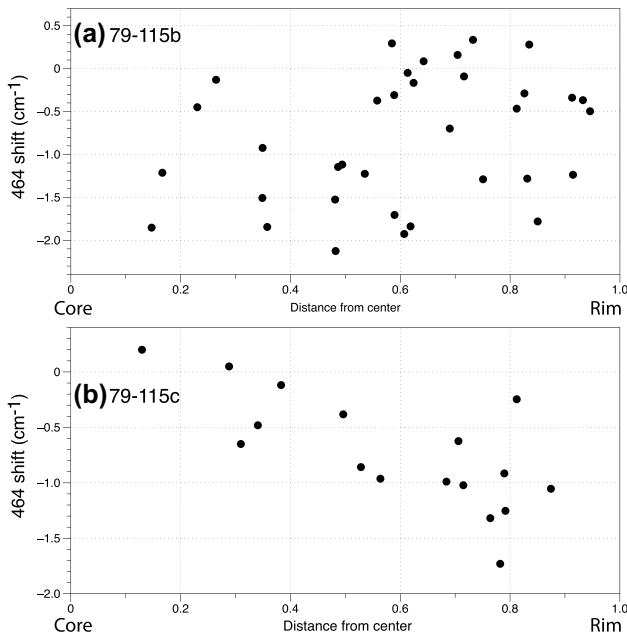 (a) 79-115b
0.5
0
−0.5
−1.0
−1.5
−2.0
464 shift (cm-1)
0.2 0.4 0.6 0.8 1.0
Core Distance from center Rim
(b) 79-115c
0
−0.5
−1.0
−1.5
−2.0
464 shift (cm-1)
0 0.2 0.4 0.6 0.8 1.0
Core Distance from center Rim